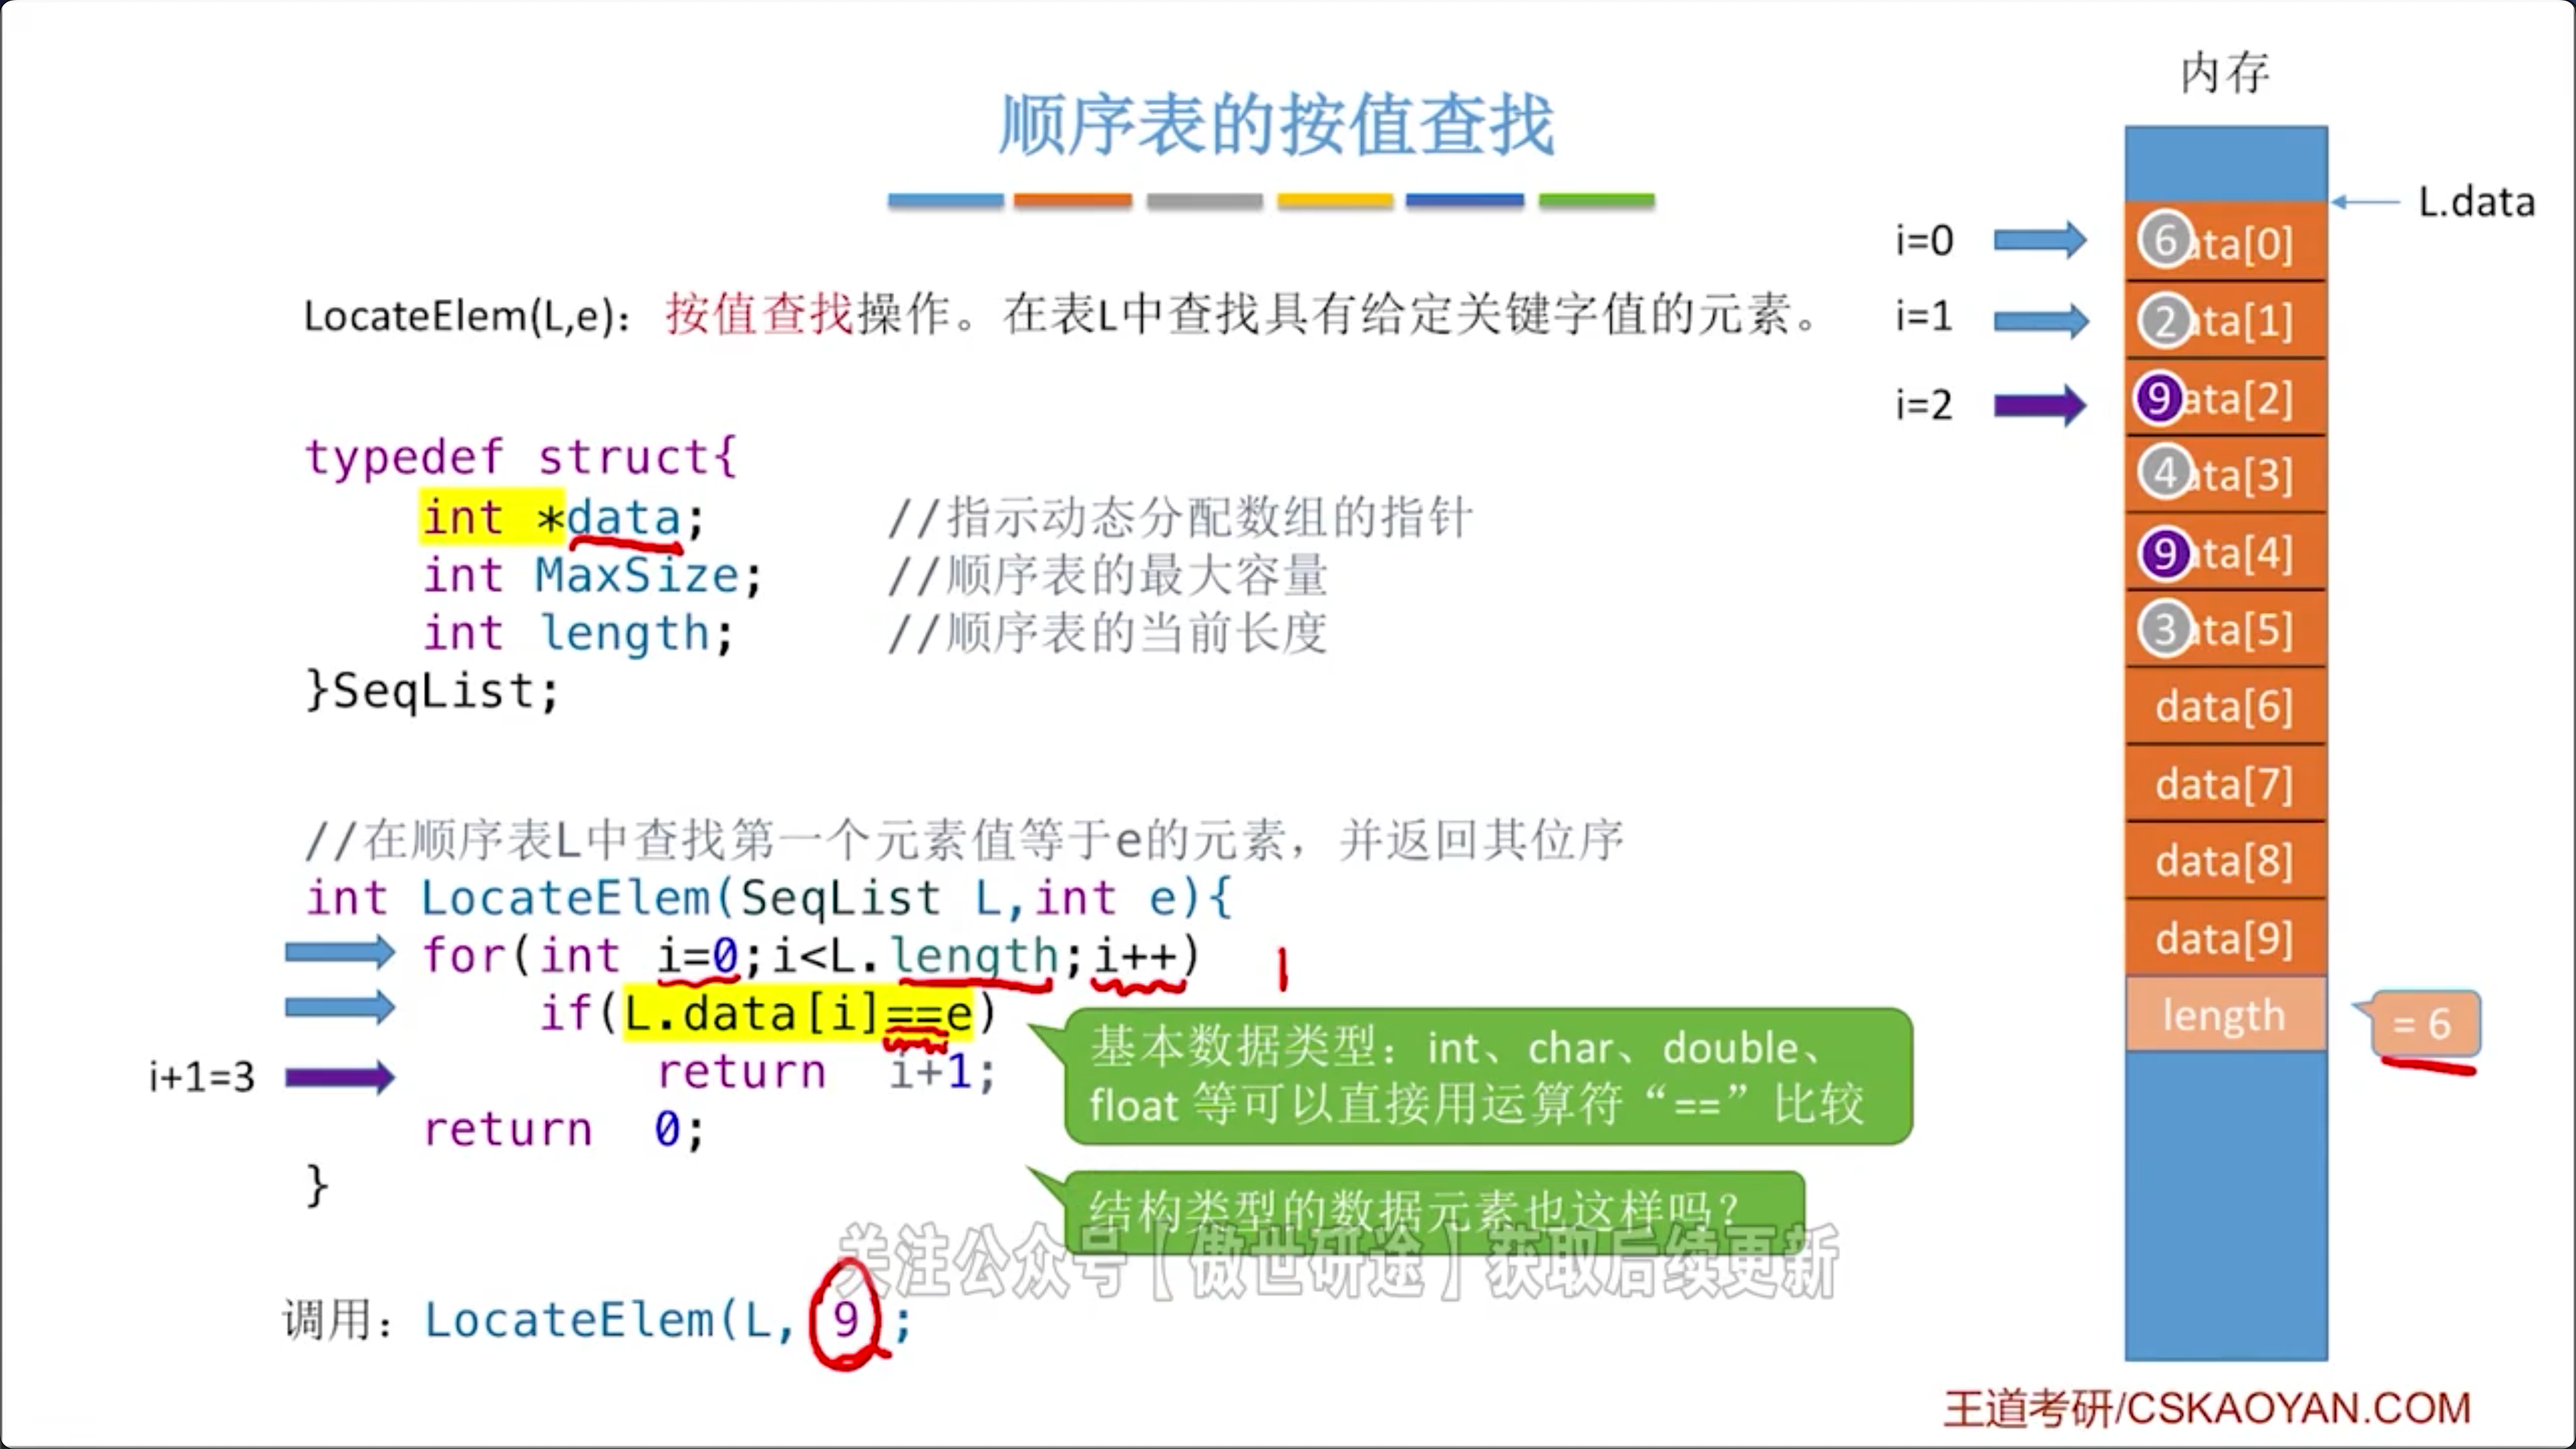 顺序表的按值查找
LocateElem(L,e)：按值查找操作。在表L中查找具有给定关键字值的元素。
typedef struct{
int *data; //指示动态分配数组的指针
int MaxSize; //顺序表的最大容量
int length; //顺序表的当前长度
}SeqList;
//在顺序表L中查找第一个元素值等于e的元素，并返回其位序
int LocateElem(SeqList L,int e){
for(int i=0;i<L.length;i++)
if(L.data[i]==e)
i+1=3
return i+1;
return 0;
}
基本数据类型：int、char、double、
float 等可以直接用运算符“==”比较
结构类型的数据元素也这样吗？
关注公众号【傲世研途】获取后续更新
调用：LocateElem(L, 9 ;
内存
L.data
i=0
6 ata[0]
i=1
2 ata[1]
i=2
9 ata[2]
4 ata[3]
9 ata[4]
3 ata[5]
data[6]
data[7]
data[8]
data[9]
length
= 6
王道考研/CSKAOYAN.COM